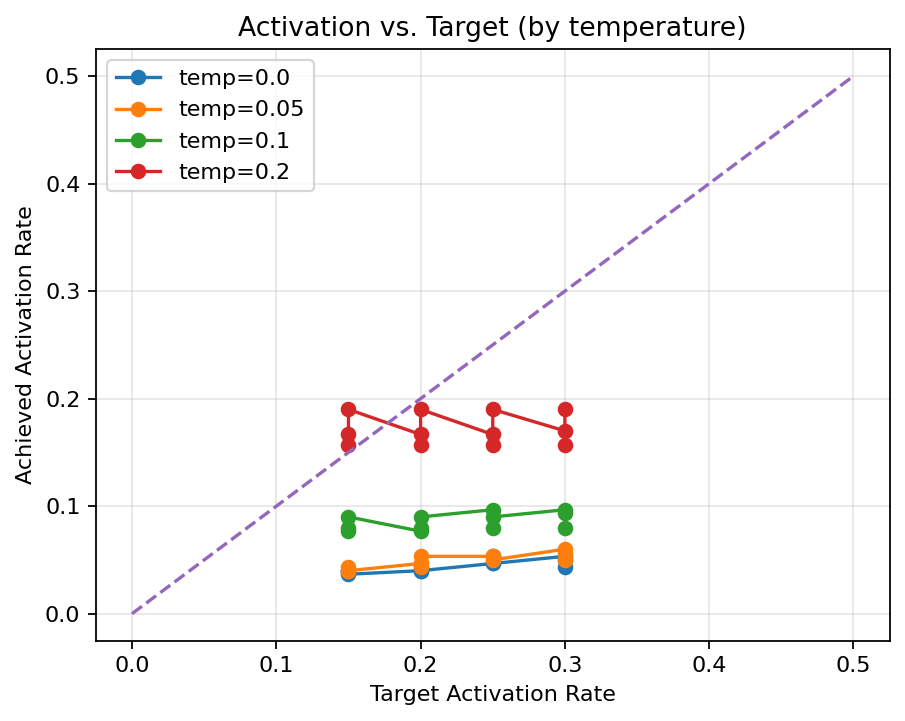 Activation vs. Target (by temperature)
temp=0.0
temp=0.05
temp=0.1
temp=0.2
Achieved Activation Rate
0.5
0.4
0.3
0.2
0.1
0.0
0.0 0.1 0.2 0.3 0.4 0.5
Target Activation Rate